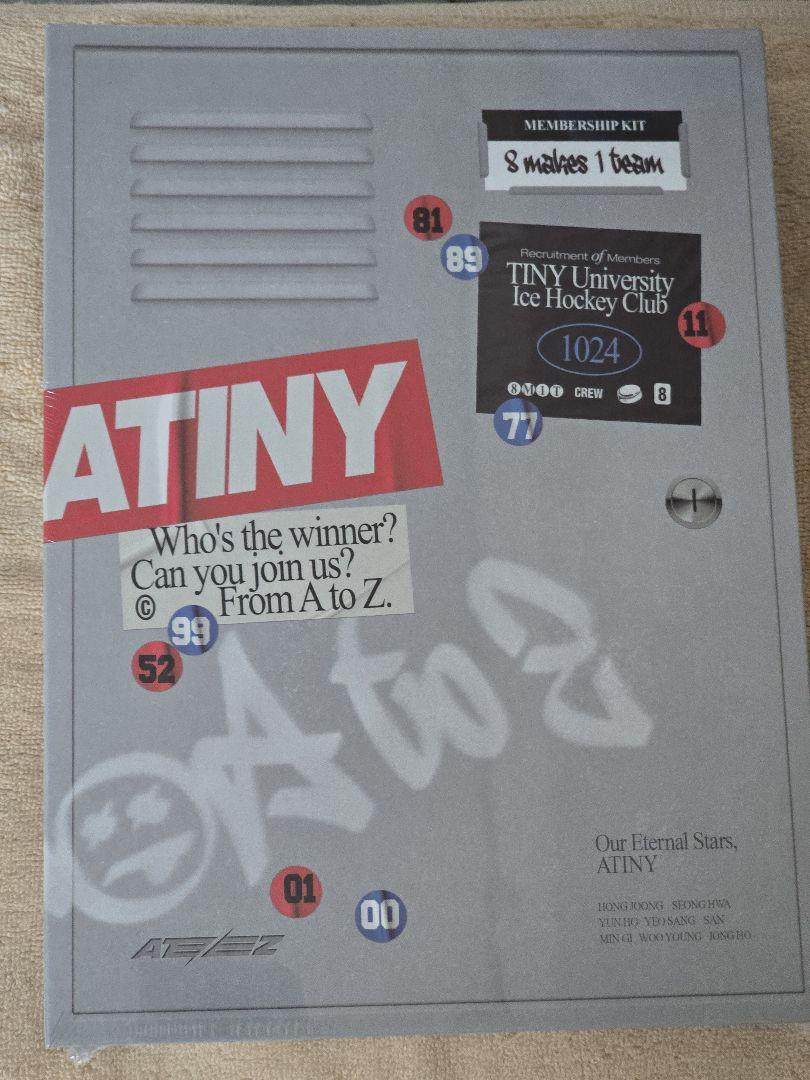 MEMBERSHIP KIT
8 makes 1 team
81
89
Recruitment of Members
TINY University
Ice Hockey Club
11
1024
8 M 1 T CREW 8
77
ATINY
Who's the winner?
Can you join us?
© From A to Z.
99
52
A to Z
Our Eternal Stars,
ATINY
01
00
HONG JOONG SEONG HWA
YUN HO YEO SANG SAN
MIN GI WOO YOUNG JONG HO
ATEEZ